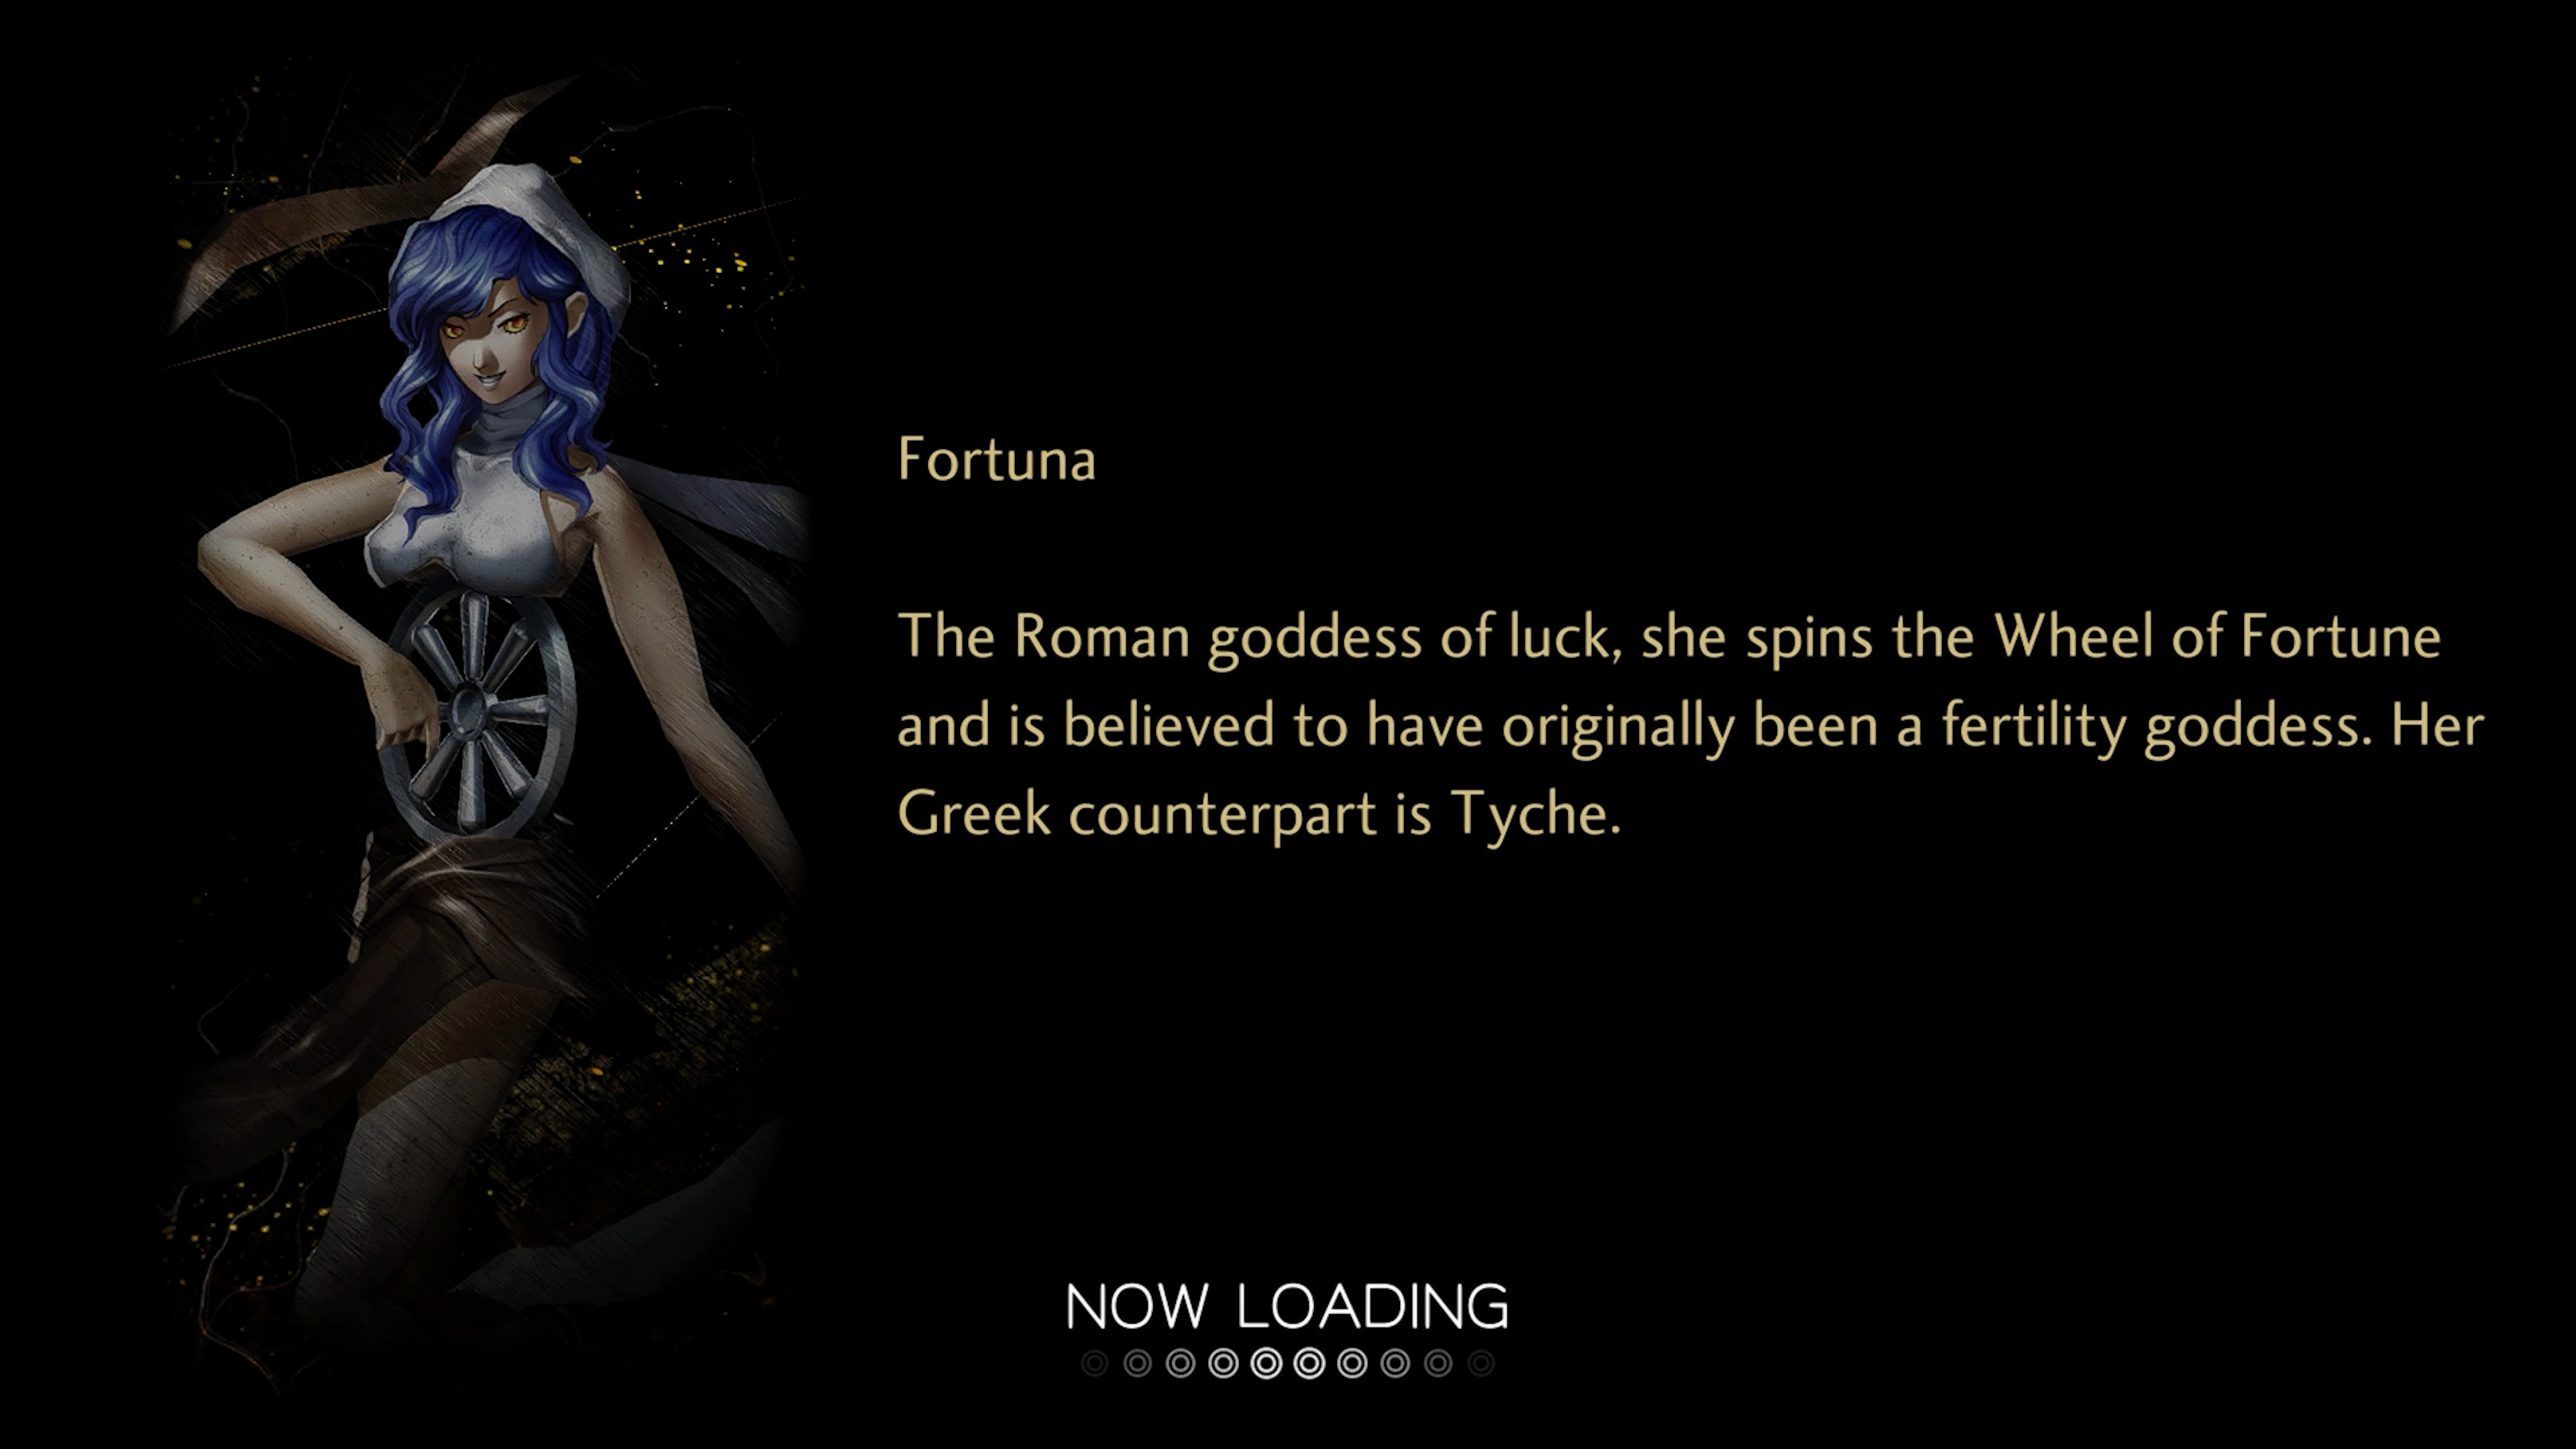 Fortuna
The Roman goddess of luck, she spins the Wheel of Fortune
and is believed to have originally been a fertility goddess. Her
Greek counterpart is Tyche.
NOW LOADING